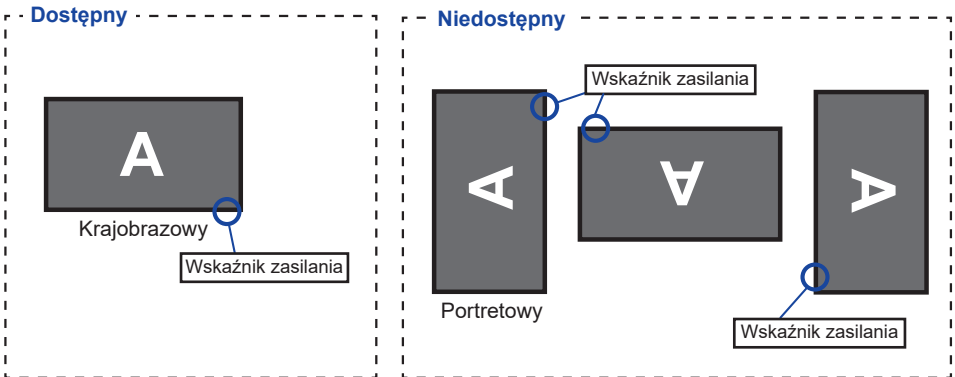 Dostępny
A
Krajobrazowy
Wskaźnik zasilania
Niedostępny
Wskaźnik zasilania
A
A
A
Portretowy
Wskaźnik zasilania